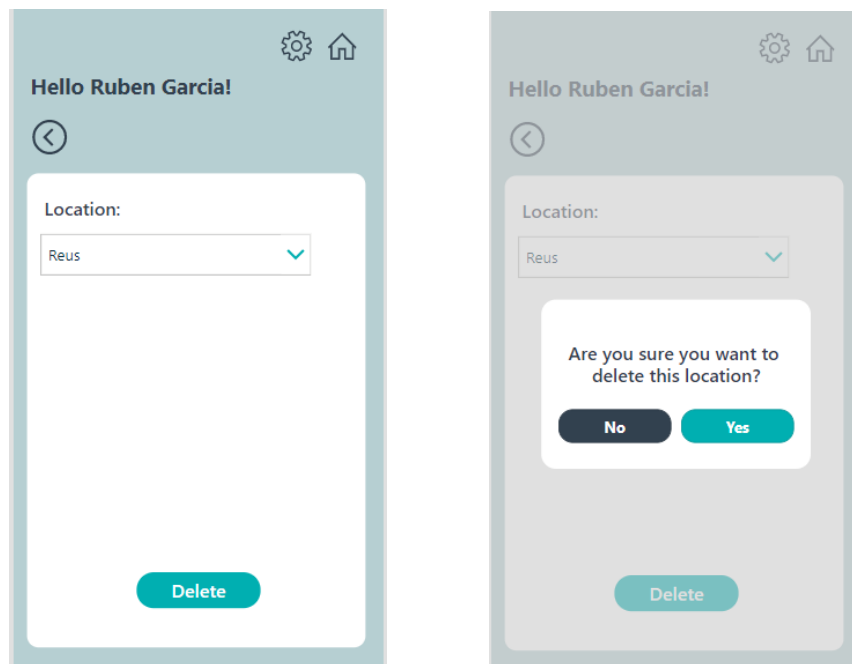 Hello Ruben Garcia!
Location:
Reus
Delete
Hello Ruben Garcia!
Location:
Reus
Are you sure you want to
delete this location?
No
Yes
Delete